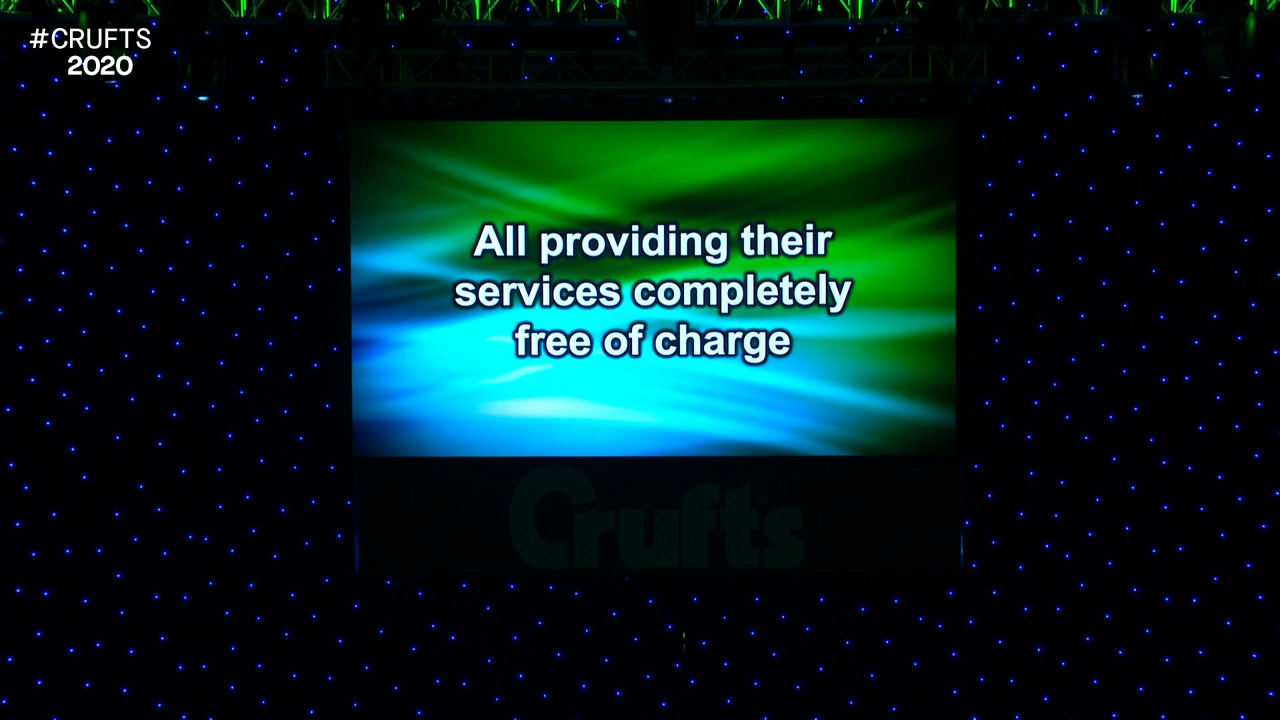 #CRUFTS
2020
All providing their
services completely
free of charge
Crufts